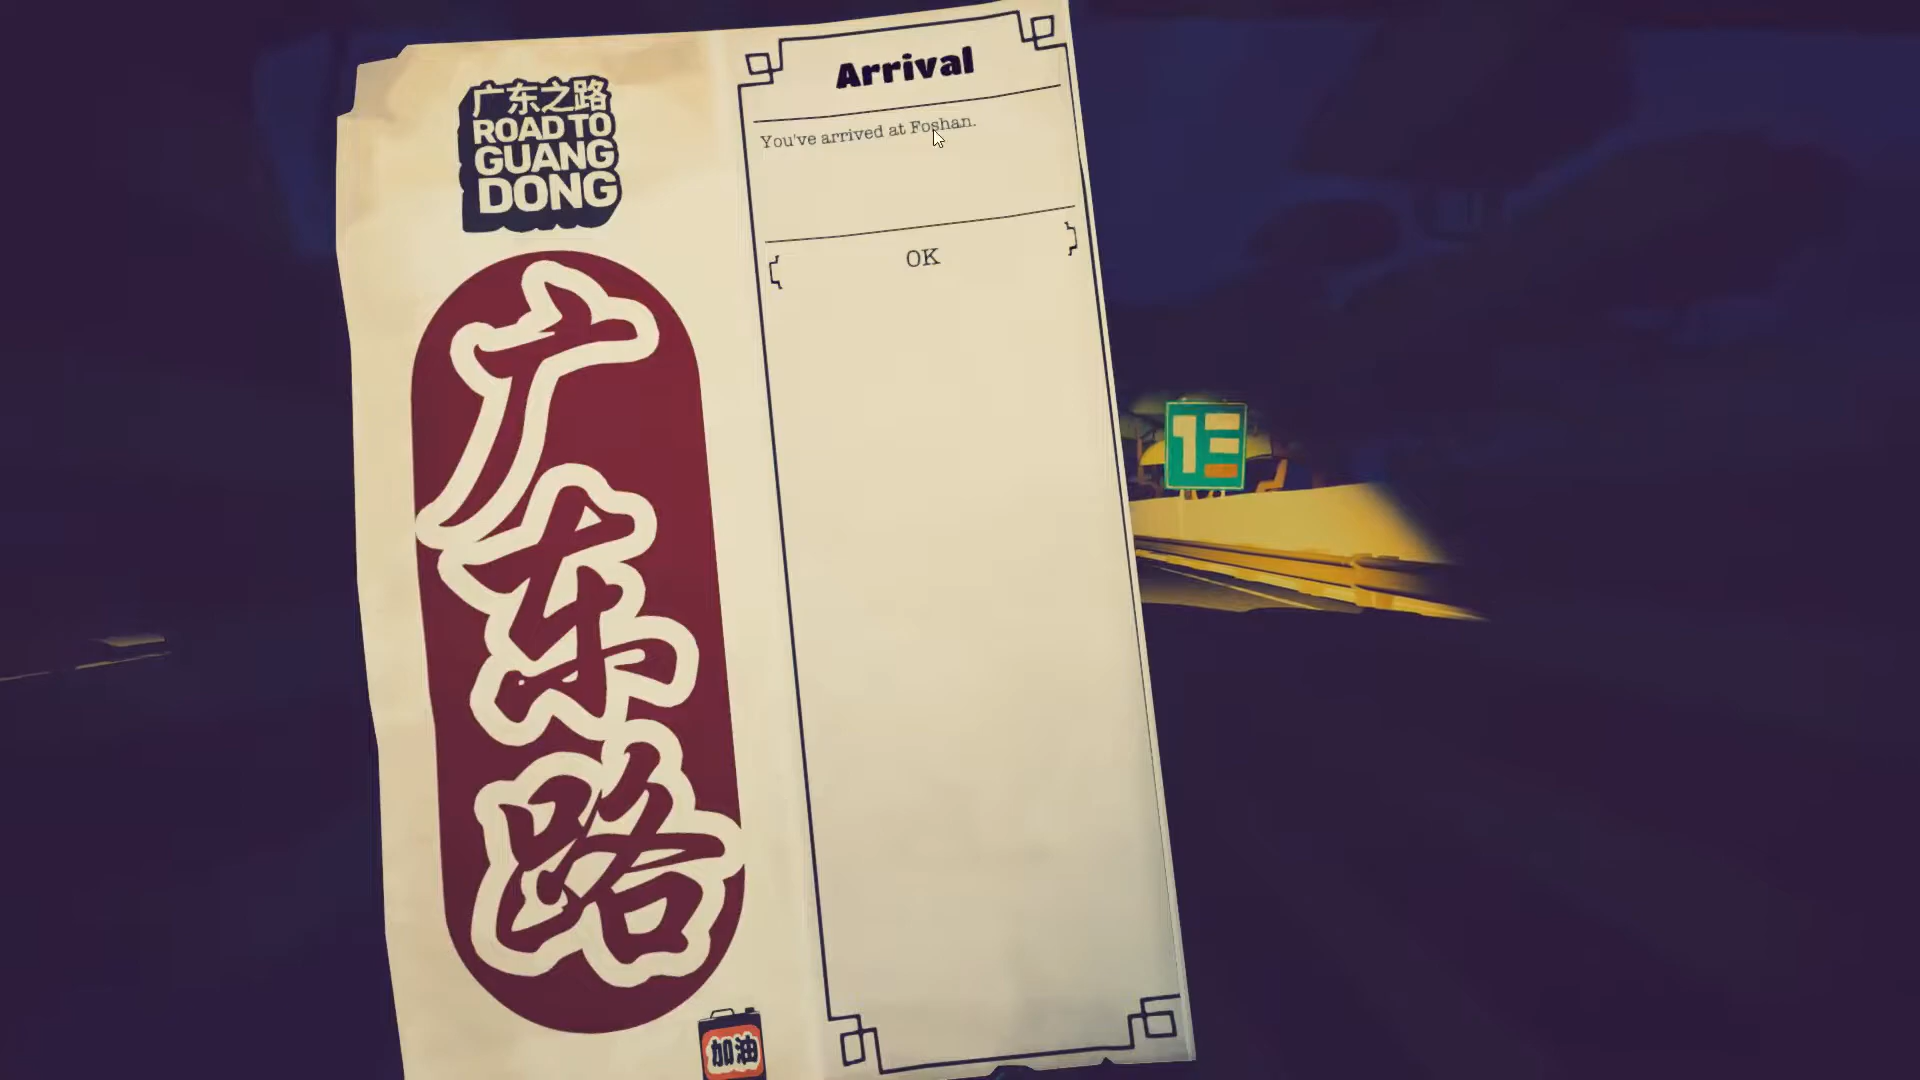 广东之路
ROAD TO
GUANG
DONG
广
东
路
加油
Arrival
You've arrived at Foshan.
OK